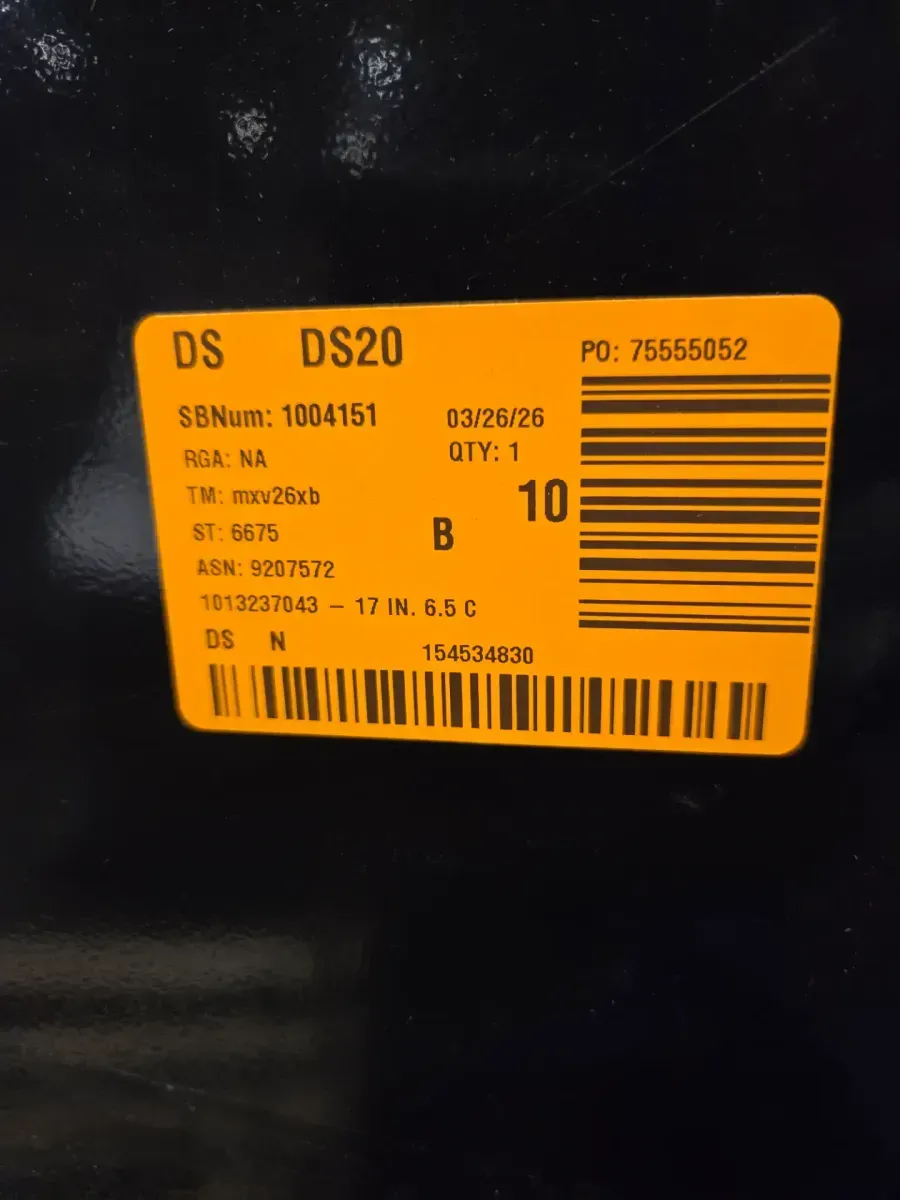 DS DS20 PO: 75555052
SBNum: 1004151 03/26/26
RGA: NA QTY: 1
TM: mxv26xb 10
ST: 6675 B
ASN: 9207572
1013237043 – 17 IN. 6.5 C
DS N 154534830